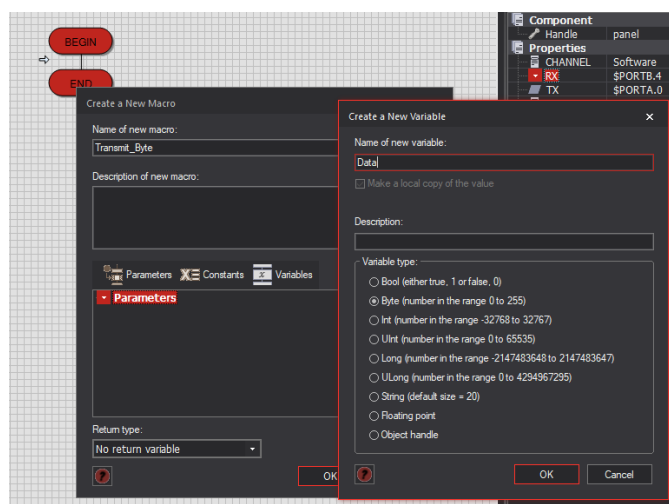 BEGIN
END
Component
Handle panel
Properties
CHANNEL Software
RX $PORTB.4
TX $PORTA.0
Create a New Macro
Name of new macro:
Transmit_Byte
Description of new macro:
Parameters Constants Variables
Parameters
Return type:
No return variable
OK
Create a New Variable
Name of new variable:
Data
Make a local copy of the value
Description:
Variable type:
Bool (either true, 1 or false, 0)
Byte (number in the range 0 to 255)
Int (number in the range -32768 to 32767)
UInt (number in the range 0 to 65535)
Long (number in the range -2147483648 to 2147483647)
ULong (number in the range 0 to 4294967295)
String (default size = 20)
Floating point
Object handle
OK Cancel